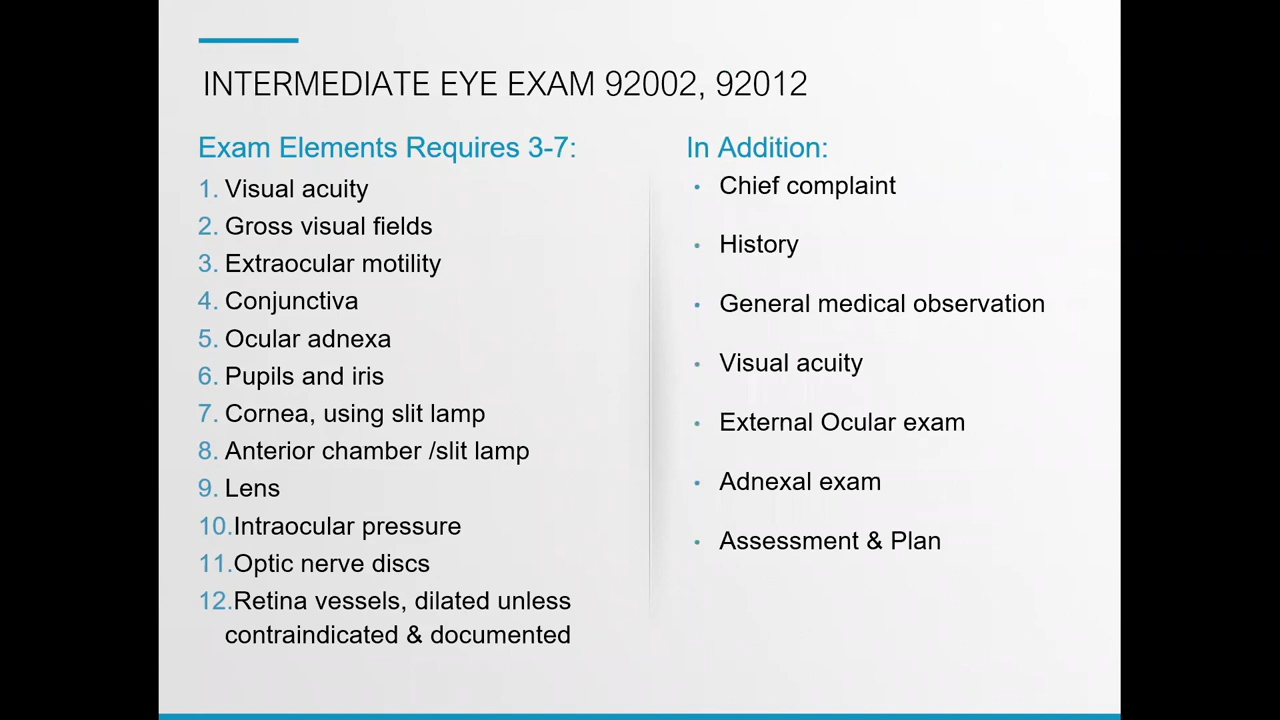 INTERMEDIATE EYE EXAM 92002, 92012
Exam Elements Requires 3-7:
1. Visual acuity
2. Gross visual fields
3. Extraocular motility
4. Conjunctiva
5. Ocular adnexa
6. Pupils and iris
7. Cornea, using slit lamp
8. Anterior chamber /slit lamp
9. Lens
10.Intraocular pressure
11.Optic nerve discs
12.Retina vessels, dilated unless
contraindicated & documented
In Addition:
• Chief complaint
• History
• General medical observation
• Visual acuity
• External Ocular exam
• Adnexal exam
• Assessment & Plan